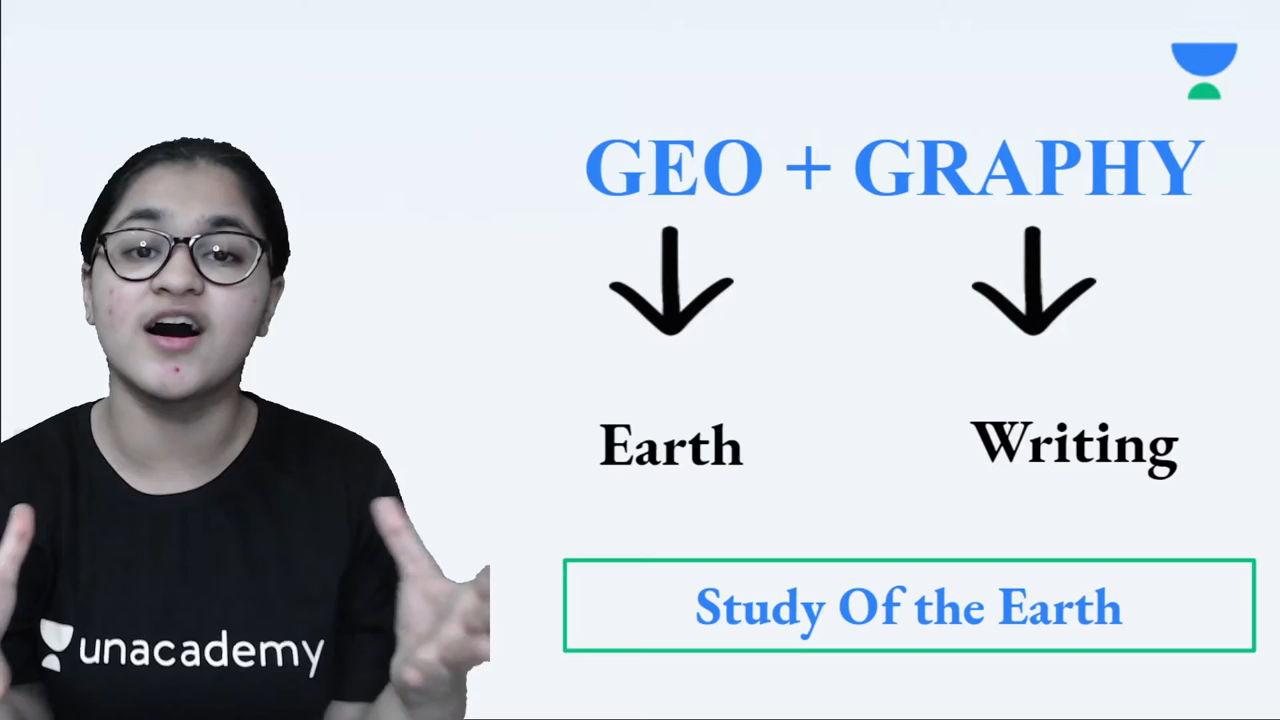 GEO + GRAPHY
Earth
Writing
Study Of the Earth
unacademy